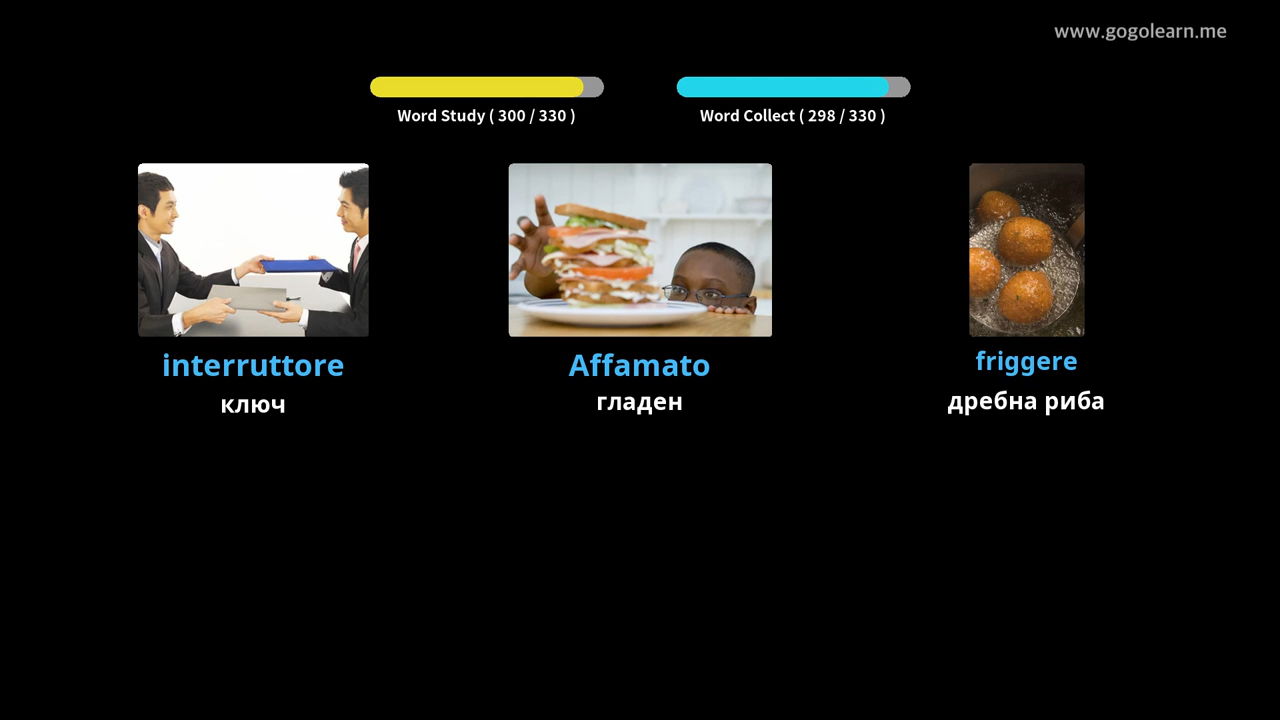 www.gogolearn.me
Word Study ( 300 / 330 )
Word Collect ( 298 / 330 )
interruttore
ключ
Affamato
гладен
friggere
дребна риба